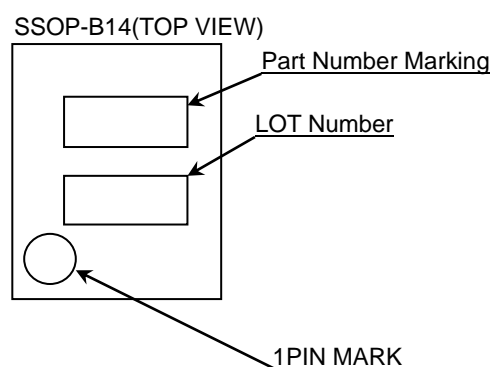 SSOP-B14(TOP VIEW)
Part Number Marking
LOT Number
1PIN MARK